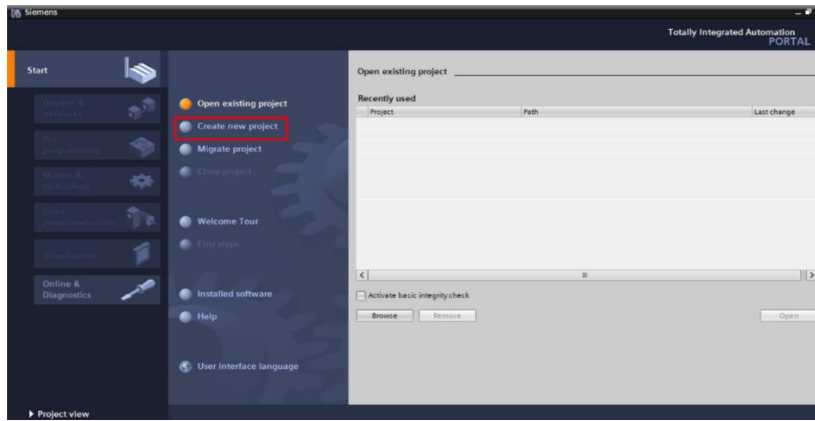 Siemens
Totally Integrated Automation
PORTAL
Start
Devices &
networks
PLC
programming
Motion &
technology
Drive
parameterization
Visualization
Online &
Diagnostics
Open existing project
Create new project
Migrate project
Close project
Welcome Tour
First steps
Installed software
Help
User interface language
Open existing project
Recently used
Project Path Last change
Activate basic integrity check
Browse Remove Open
Project view